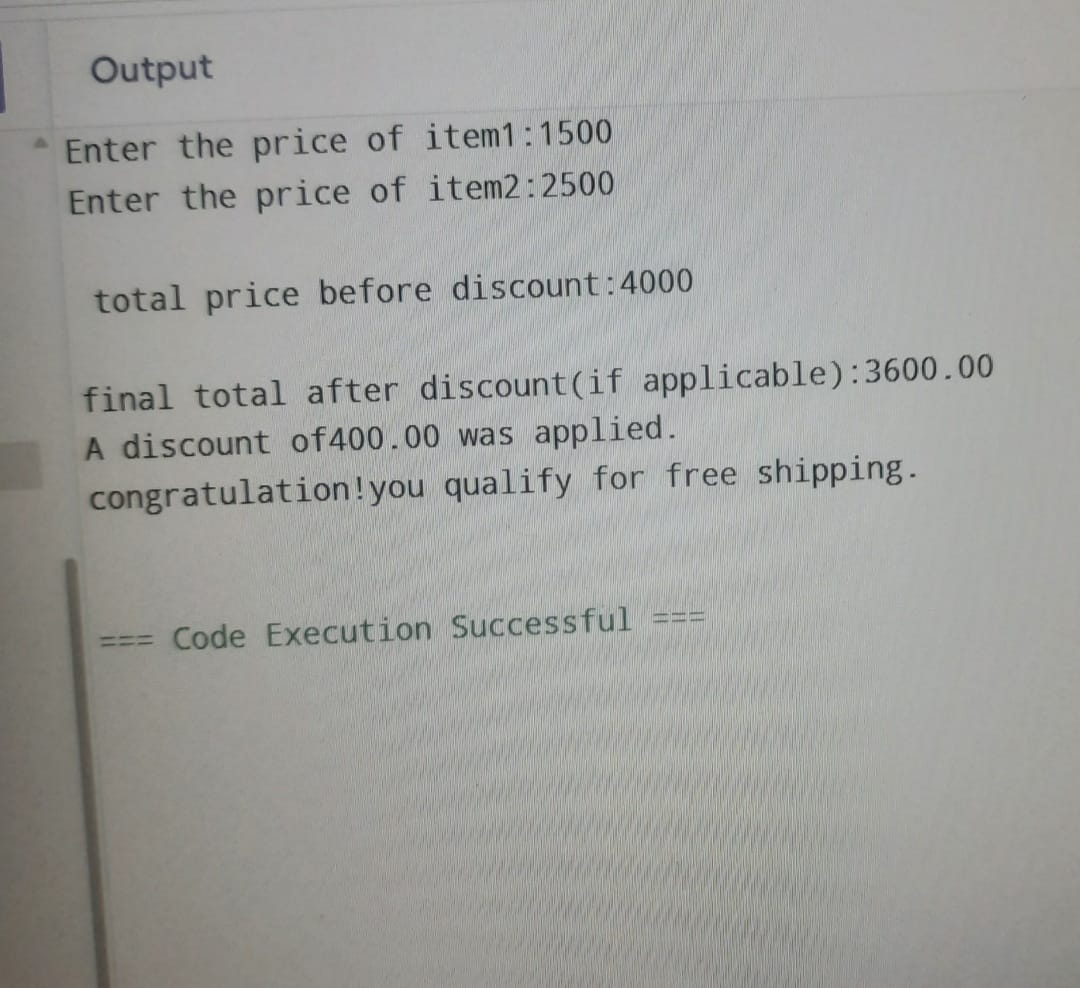 Output
Enter the price of item1:1500
Enter the price of item2:2500
total price before discount:4000
final total after discount(if applicable):3600.00
A discount of400.00 was applied.
congratulation!you qualify for free shipping.
=== Code Execution Successful ===